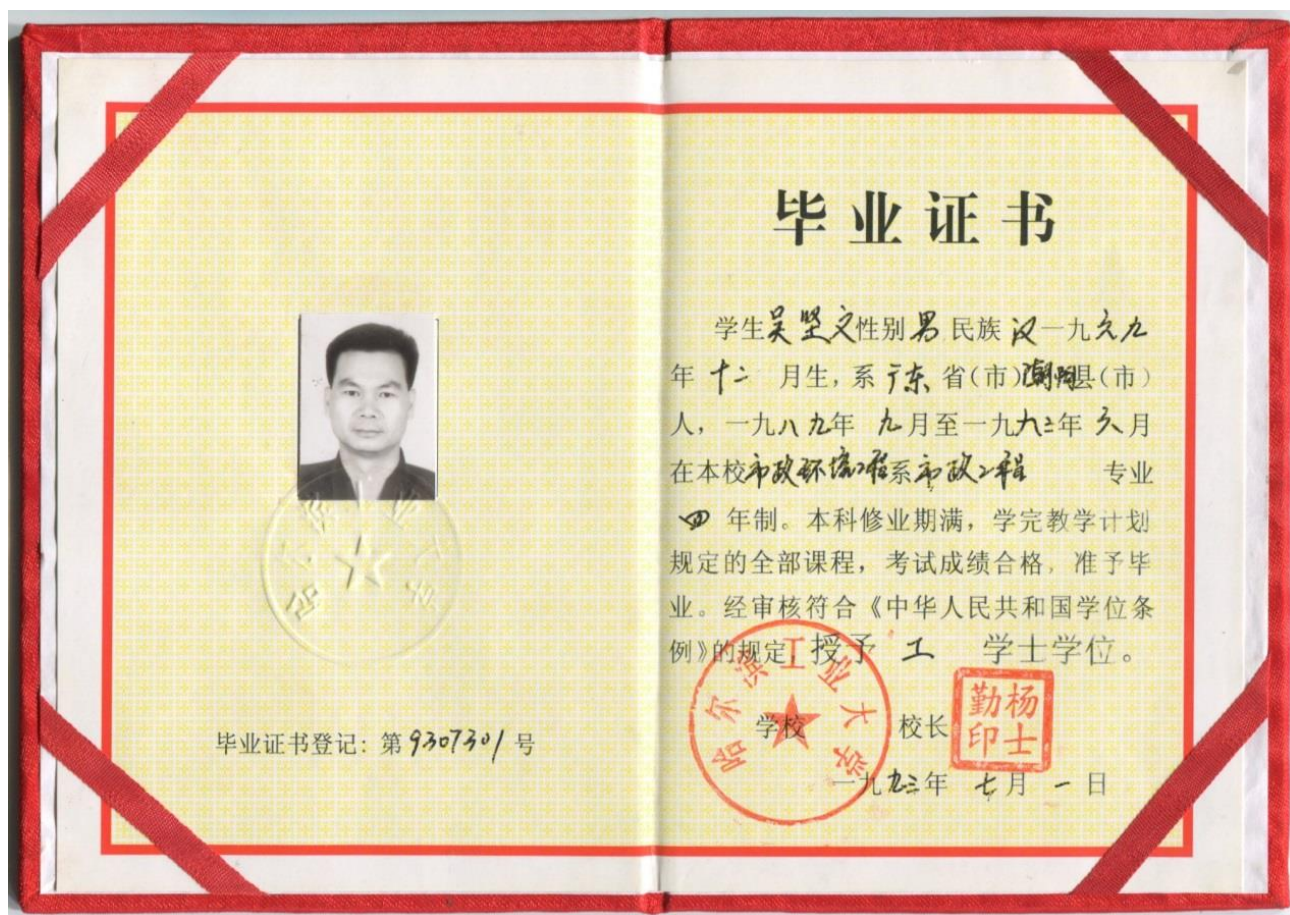 毕业证书登记：第9307301号
毕业证书
学生吴坚文性别男民族汉一九六九
年十二月生，系广东省（市）潮阳县（市）
人，一九八九年九月至一九九三年六月
在本校市政环境工程系市政工程专业
四年制。本科修业期满，学完教学计划
规定的全部课程，考试成绩合格，准予毕
业。经审核符合《中华人民共和国学位条
例》的规定，授予工学士学位。
哈尔滨工业大学
学校 校长 杨士勤印
一九九三年七月一日